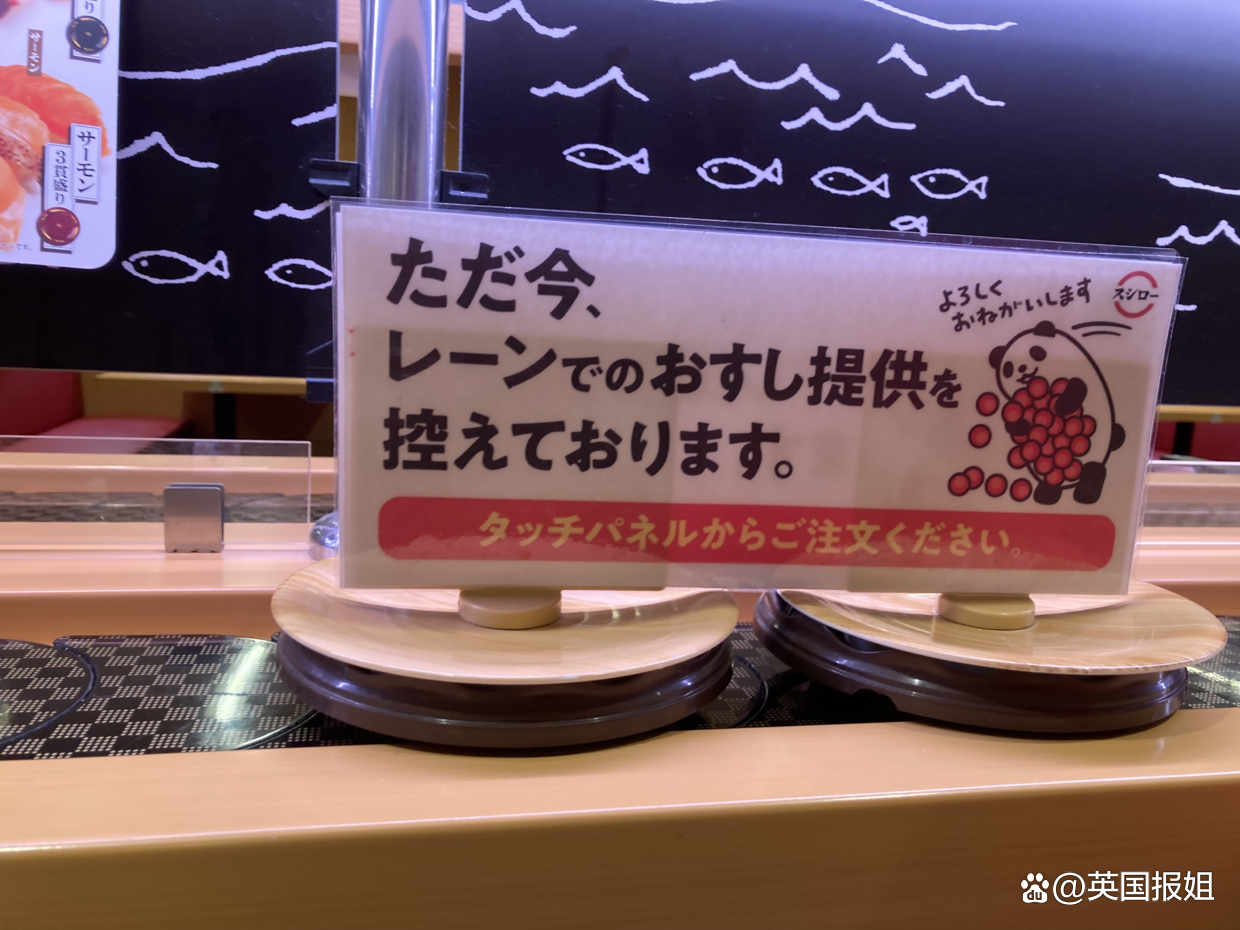 サーモン
サーモン
3貫盛り
ただ今、
レーンでのおすし提供を
控えております。
よろしく
おねがいします
スシロー
タッチパネルからご注文ください。
du @英国报姐